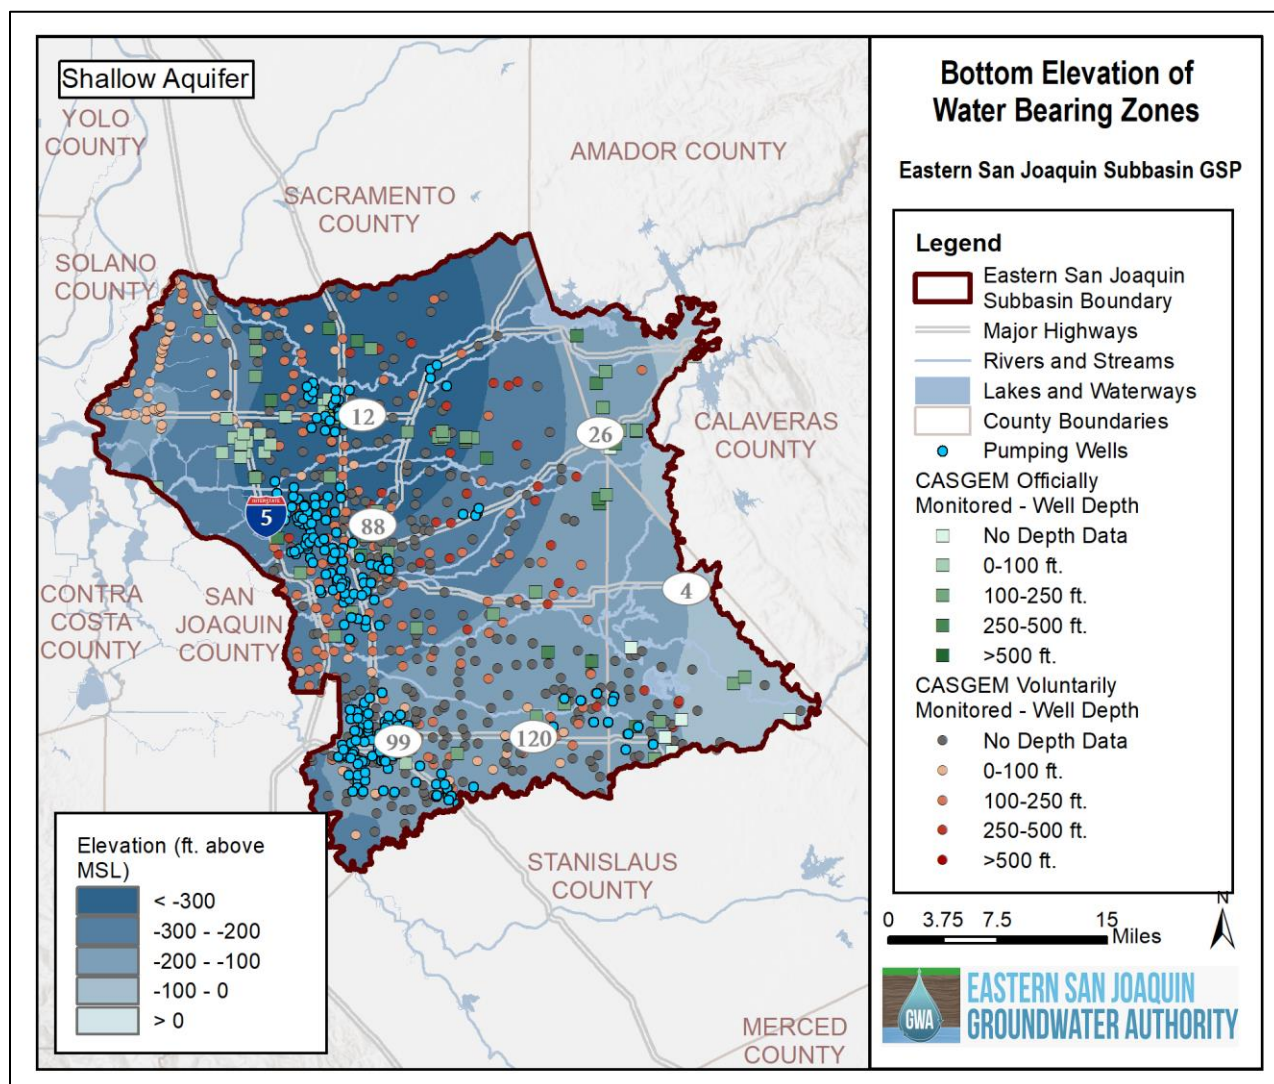 Shallow Aquifer
YOLO
COUNTY
AMADOR COUNTY
SACRAMENTO
COUNTY
SOLANO
COUNTY
12
26
CALAVERAS
COUNTY
INTERSTATE
5
88
4
CONTRA
COSTA
COUNTY
SAN
JOAQUIN
COUNTY
99
120
STANISLAUS
COUNTY
MERCED
COUNTY
Elevation (ft. above
MSL)
< -300
-300 - -200
-200 - -100
-100 - 0
> 0
Bottom Elevation of
Water Bearing Zones
Eastern San Joaquin Subbasin GSP
Legend
Eastern San Joaquin
Subbasin Boundary
Major Highways
Rivers and Streams
Lakes and Waterways
County Boundaries
Pumping Wells
CASGEM Officially
Monitored - Well Depth
No Depth Data
0-100 ft.
100-250 ft.
250-500 ft.
>500 ft.
CASGEM Voluntarily
Monitored - Well Depth
No Depth Data
0-100 ft.
100-250 ft.
250-500 ft.
>500 ft.
0 3.75 7.5 15
Miles
N
GWA
EASTERN SAN JOAQUIN
GROUNDWATER AUTHORITY